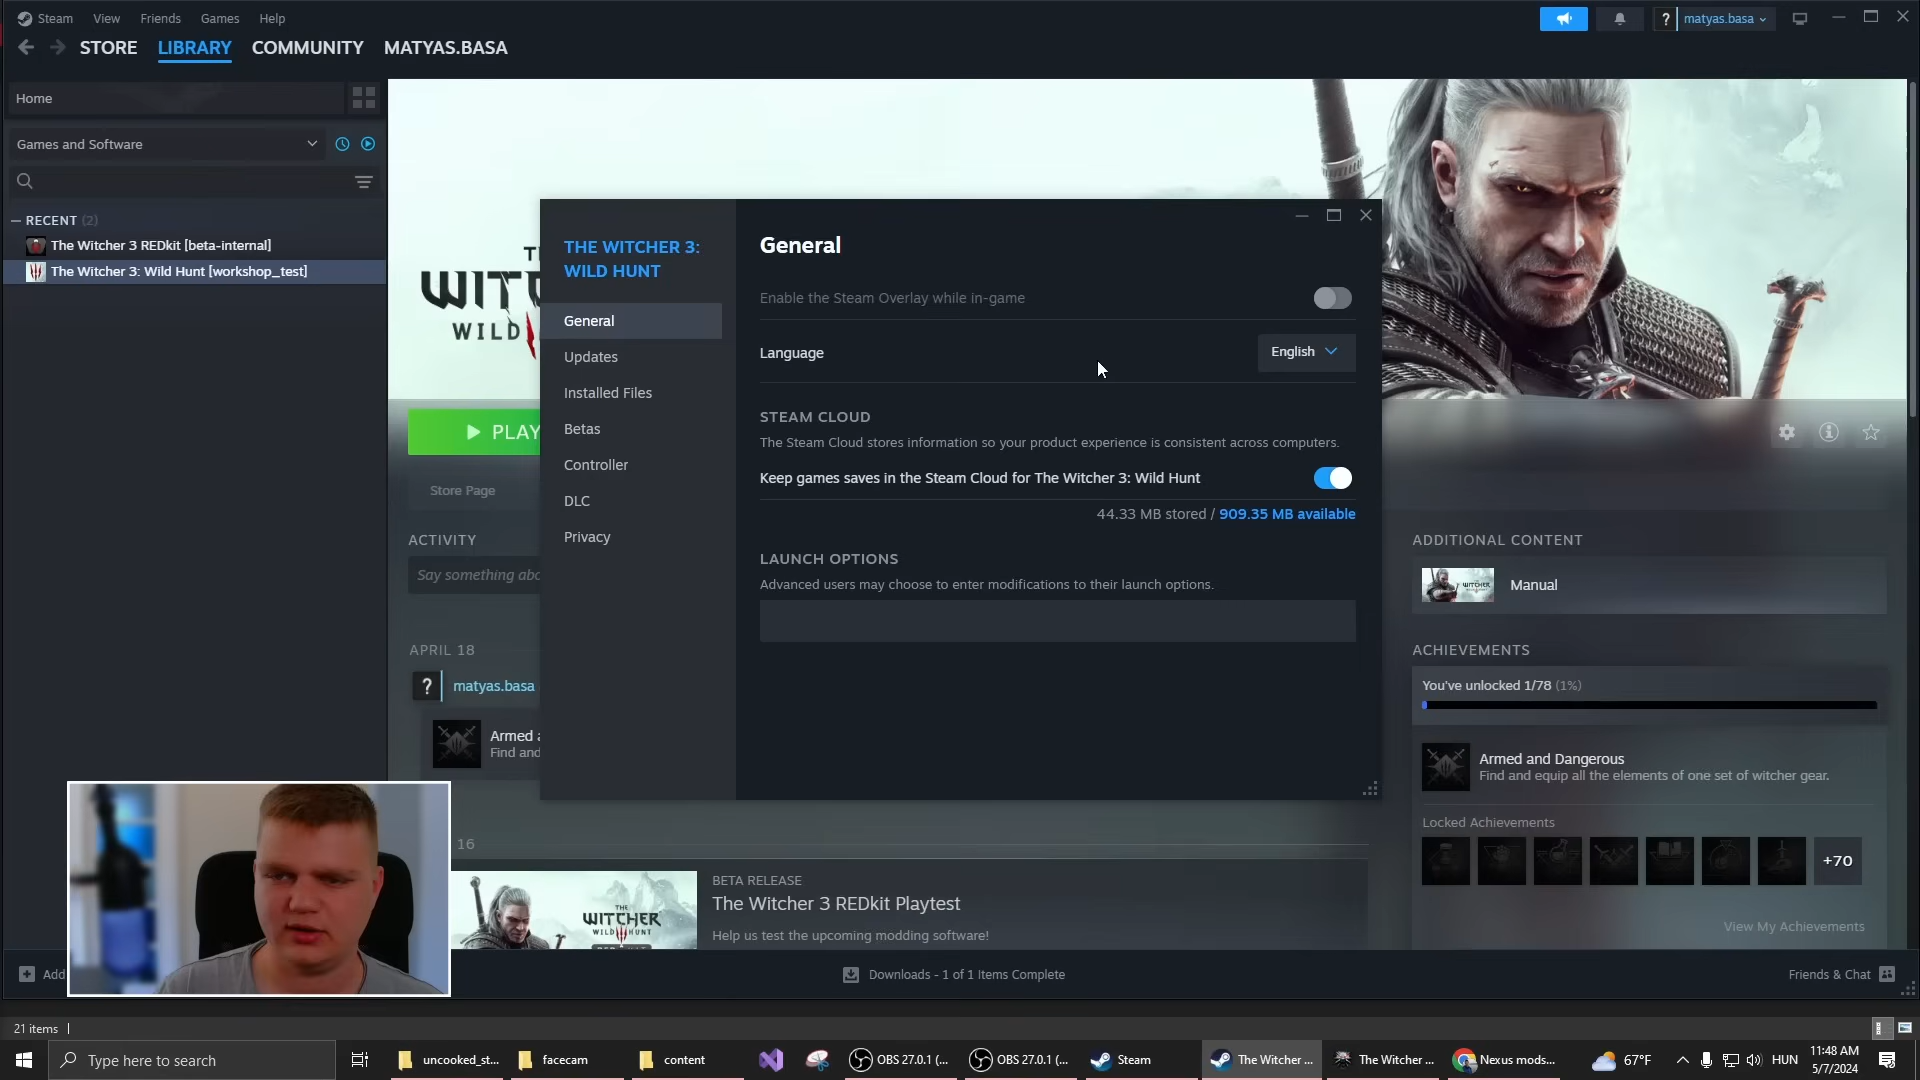 Steam View Friends Games Help
? matyas.basa
STORE LIBRARY COMMUNITY MATYAS.BASA
Home
Games and Software
RECENT (2)
The Witcher 3 REDkit [beta-internal]
The Witcher 3: Wild Hunt [workshop_test]
WILD
THE WITCHER 3:
WILD HUNT
General
Updates
Installed Files
Betas
Controller
DLC
Privacy
General
Enable the Steam Overlay while in-game
Language
English
STEAM CLOUD
The Steam Cloud stores information so your product experience is consistent across computers.
Keep games saves in the Steam Cloud for The Witcher 3: Wild Hunt
44.33 MB stored / 909.35 MB available
LAUNCH OPTIONS
Advanced users may choose to enter modifications to their launch options.
PLAY
Store Page
ACTIVITY
Say something abo
APRIL 18
? matyas.basa
Armed a
Find and
16
THE
WITCHER
WILD HUNT
BETA RELEASE
The Witcher 3 REDkit Playtest
Help us test the upcoming modding software!
ADDITIONAL CONTENT
Manual
ACHIEVEMENTS
You've unlocked 1/78 (1%)
Armed and Dangerous
Find and equip all the elements of one set of witcher gear.
Locked Achievements
+70
View My Achievements
Add
Downloads - 1 of 1 Items Complete
Friends & Chat
21 items
Type here to search
uncooked_st...
facecam
content
OBS 27.0.1 (...
OBS 27.0.1 (...
Steam
The Witcher ...
The Witcher ...
Nexus mods...
67°F
HUN
11:48 AM
5/7/2024